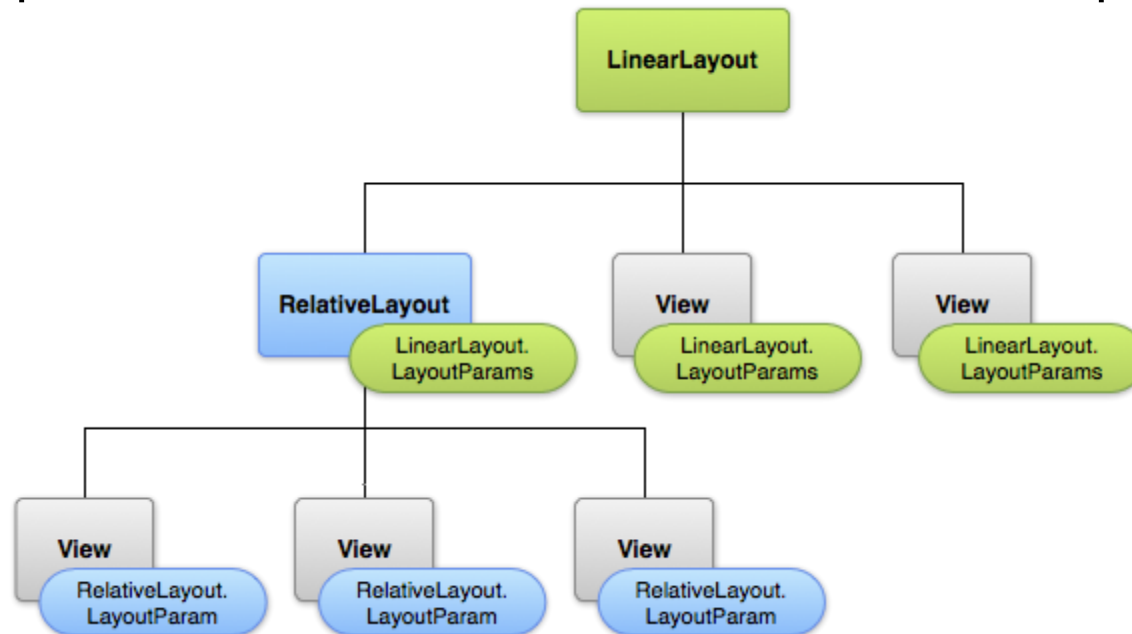 LinearLayout
RelativeLayout
View
View
LinearLayout.
LayoutParams
LinearLayout.
LayoutParams
LinearLayout.
LayoutParams
View
View
View
RelativeLayout.
LayoutParam
RelativeLayout.
LayoutParam
RelativeLayout.
LayoutParam